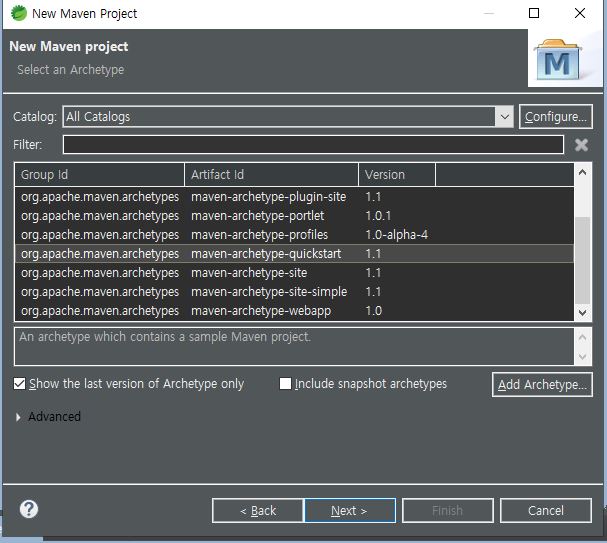 New Maven Project
New Maven project
Select an Archetype
M
Catalog: All Catalogs Configure...
Filter:
Group Id Artifact Id Version
org.apache.maven.archetypes maven-archetype-plugin-site 1.1
org.apache.maven.archetypes maven-archetype-portlet 1.0.1
org.apache.maven.archetypes maven-archetype-profiles 1.0-alpha-4
org.apache.maven.archetypes maven-archetype-quickstart 1.1
org.apache.maven.archetypes maven-archetype-site 1.1
org.apache.maven.archetypes maven-archetype-site-simple 1.1
org.apache.maven.archetypes maven-archetype-webapp 1.0
An archetype which contains a sample Maven project.
Show the last version of Archetype only Include snapshot archetypes Add Archetype...
Advanced
? < Back Next > Finish Cancel